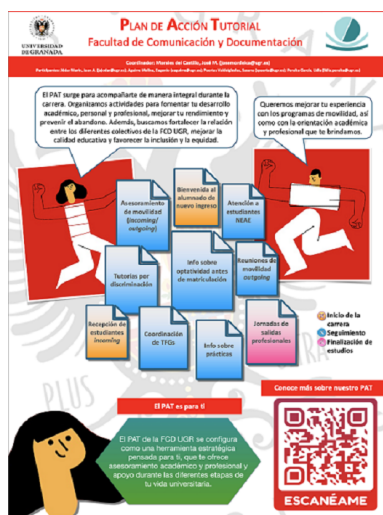 UNIVERSIDAD
DE GRANADA
PLAN DE ACCIÓN TUTORIAL
Facultad de Comunicación y Documentación
El PAT surge para acompañarte de manera integral durante la
carrera. Organizamos actividades para fomentar tu desarrollo
académico, personal y profesional, mejorar tu rendimiento y
prevenir el abandono. Además, buscamos fortalecer la relación
entre los diferentes colectivos de la FCD UGR, mejorar la
calidad educativa y favorecer la inclusión y la equidad.
Queremos mejorar tu experiencia
con los programas de movilidad, así
como con la orientación académica
y profesional que te brindamos.
Asesoramiento
de movilidad
(incoming/
outgoing)
Bienvenida al
alumnado de
nuevo ingreso
Atención a
estudiantes
NEAE
Tutorías por
discriminación
Info sobre
optatividad antes
de matriculación
Reuniones de
movilidad
outgoing
Recepción de
estudiantes
incoming
Coordinación
de TFGs
Info sobre
prácticas
Jornadas de
salidas
profesionales
Inicio de la
carrera
Seguimiento
Finalización de
estudios
PLUS
El PAT es para ti
El PAT de la FCD UGR se configura
como una herramienta estratégica
pensada para ti, que te ofrece
asesoramiento académico y profesional y
apoyo durante las diferentes etapas de
tu vida universitaria.
Conoce más sobre nuestro PAT
ESCANÉAME